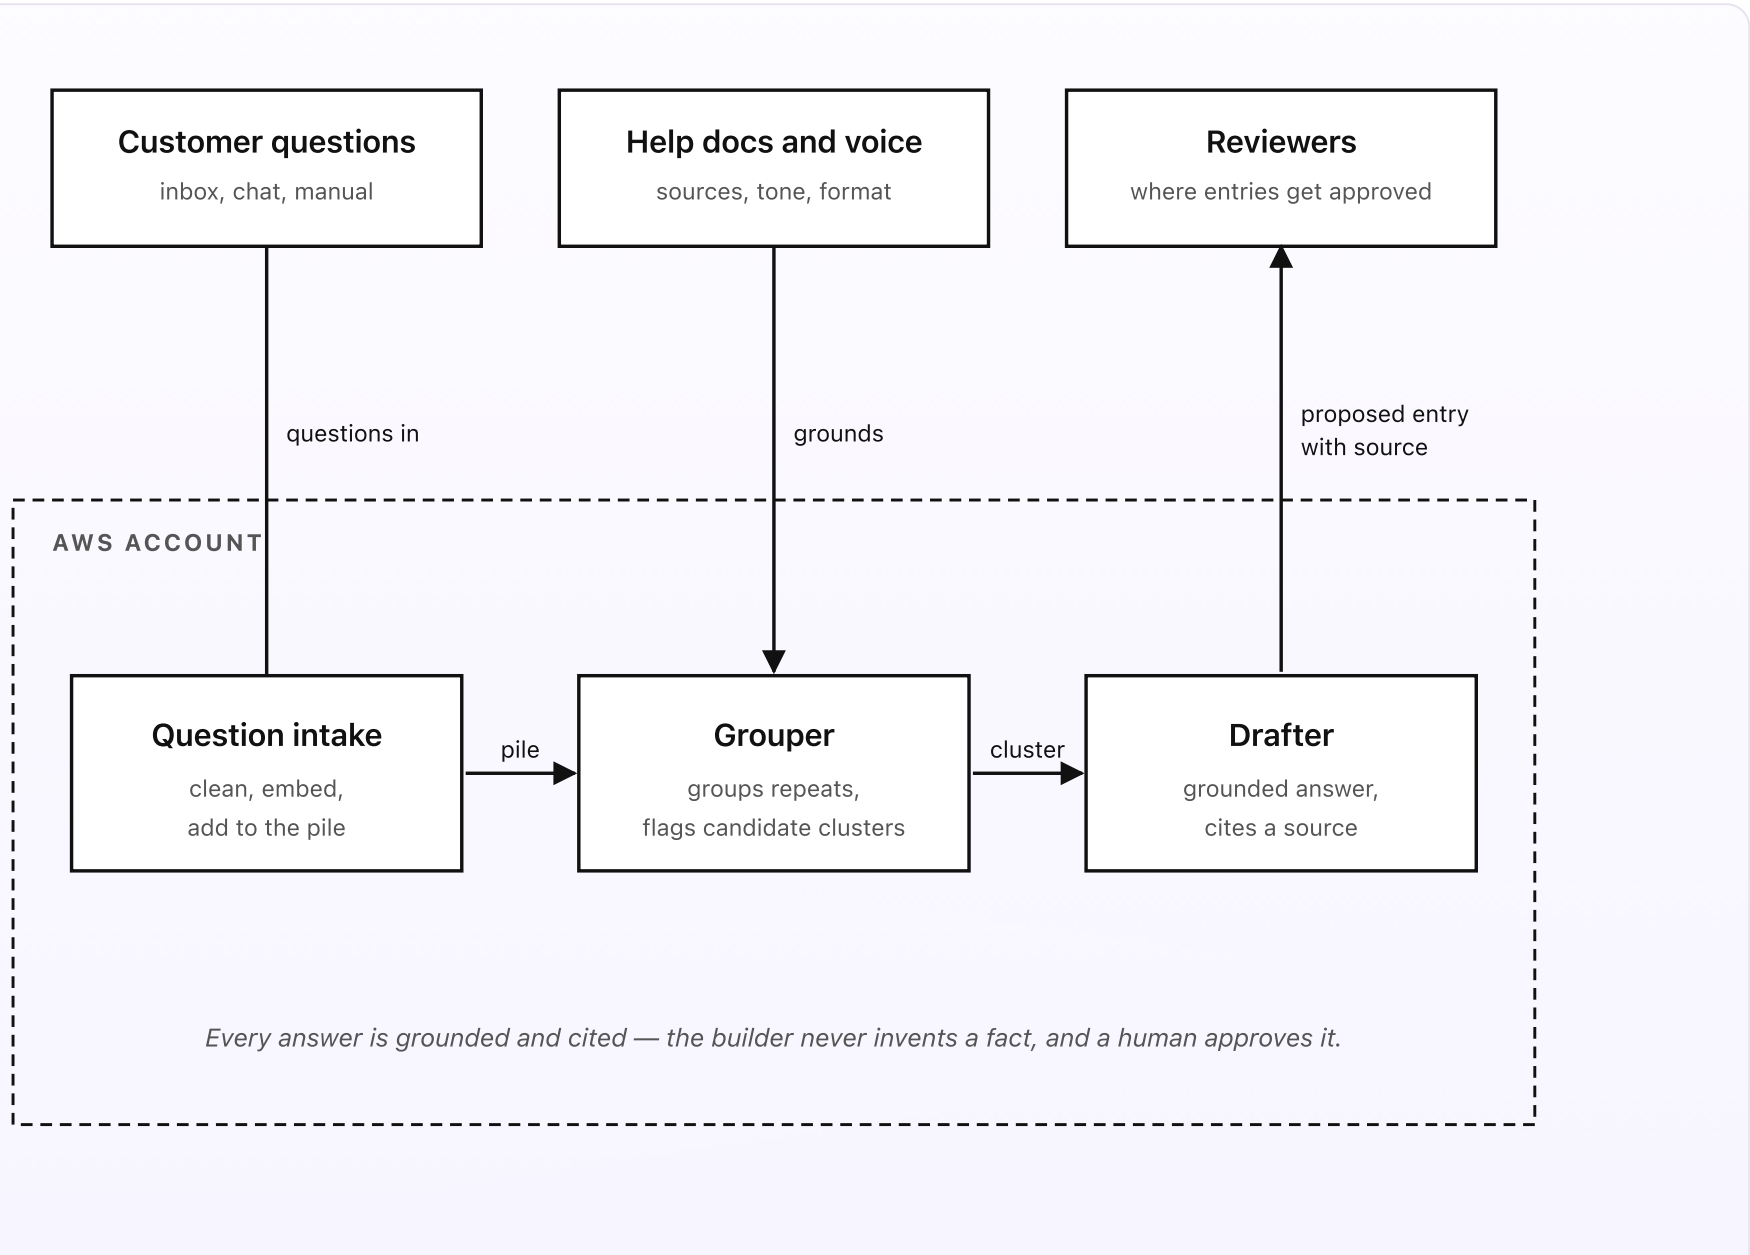 Customer questions
inbox, chat, manual
Help docs and voice
sources, tone, format
Reviewers
where entries get approved
questions in
grounds
proposed entry
with source
AWS ACCOUNT
Question intake
clean, embed,
add to the pile
pile
Grouper
groups repeats,
flags candidate clusters
cluster
Drafter
grounded answer,
cites a source
Every answer is grounded and cited — the builder never invents a fact, and a human approves it.